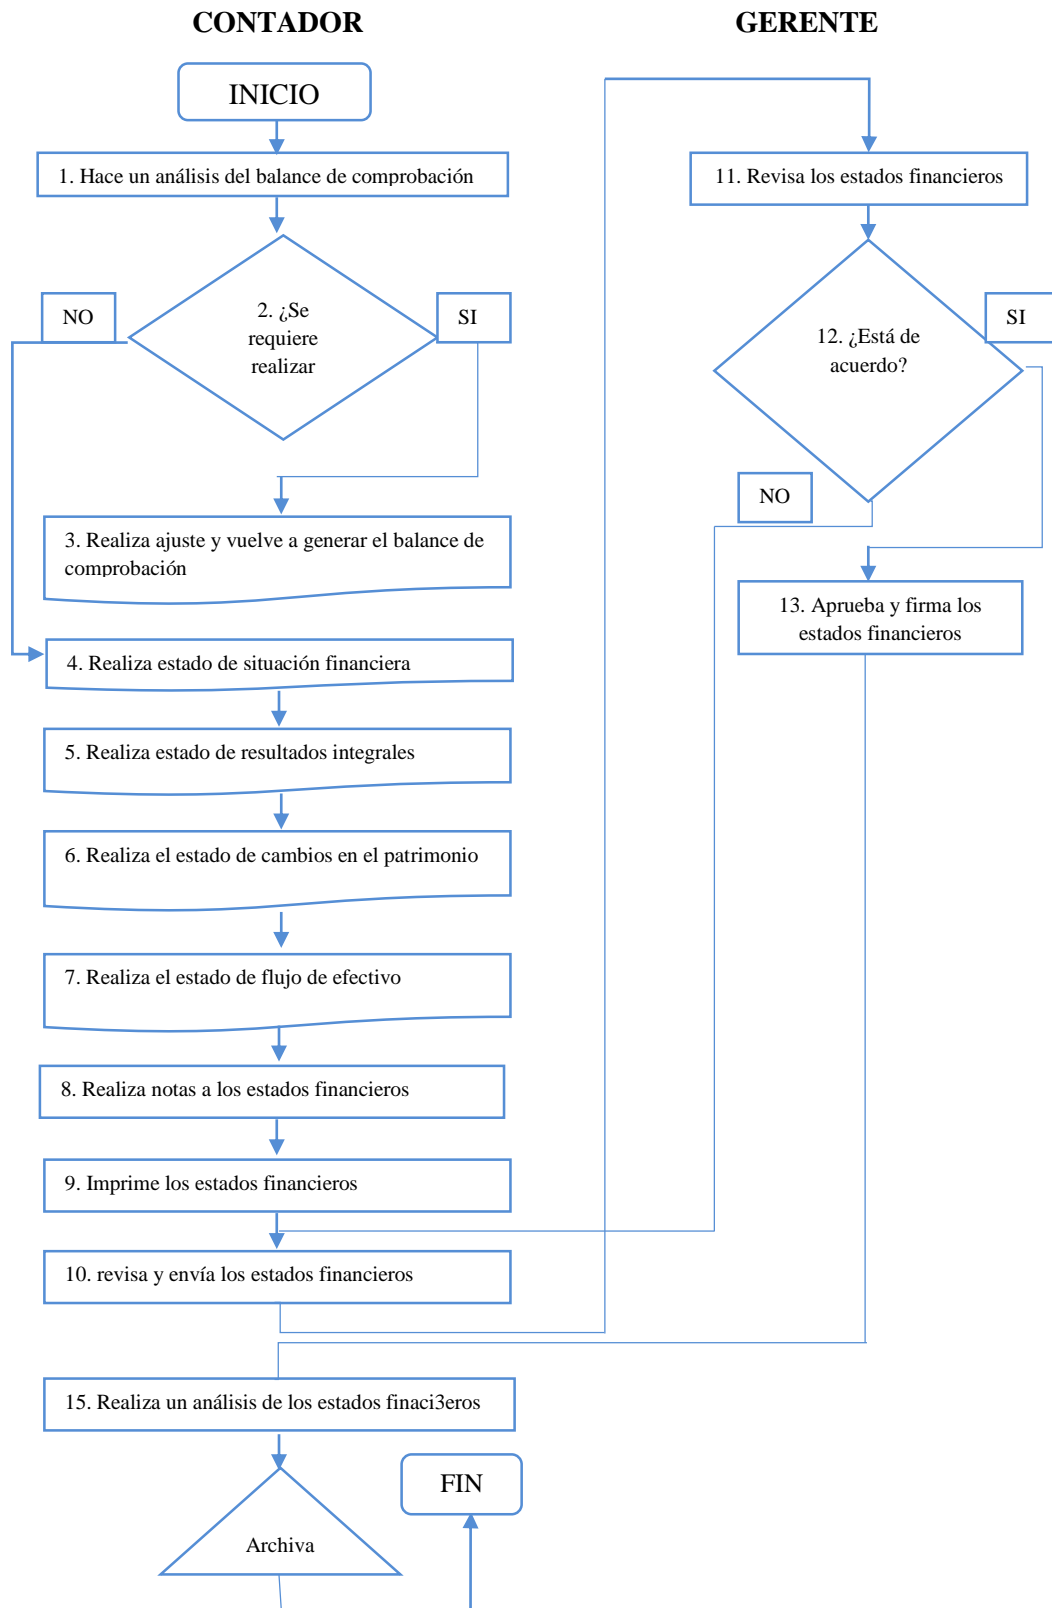 CONTADOR
GERENTE
INICIO
1. Hace un análisis del balance de comprobación
2. ¿Se
requiere
realizar
NO
SI
3. Realiza ajuste y vuelve a generar el balance de
comprobación
4. Realiza estado de situación financiera
5. Realiza estado de resultados integrales
6. Realiza el estado de cambios en el patrimonio
7. Realiza el estado de flujo de efectivo
8. Realiza notas a los estados financieros
9. Imprime los estados financieros
10. revisa y envía los estados financieros
11. Revisa los estados financieros
12. ¿Está de
acuerdo?
SI
NO
13. Aprueba y firma los
estados financieros
15. Realiza un análisis de los estados finaci3eros
Archiva
FIN